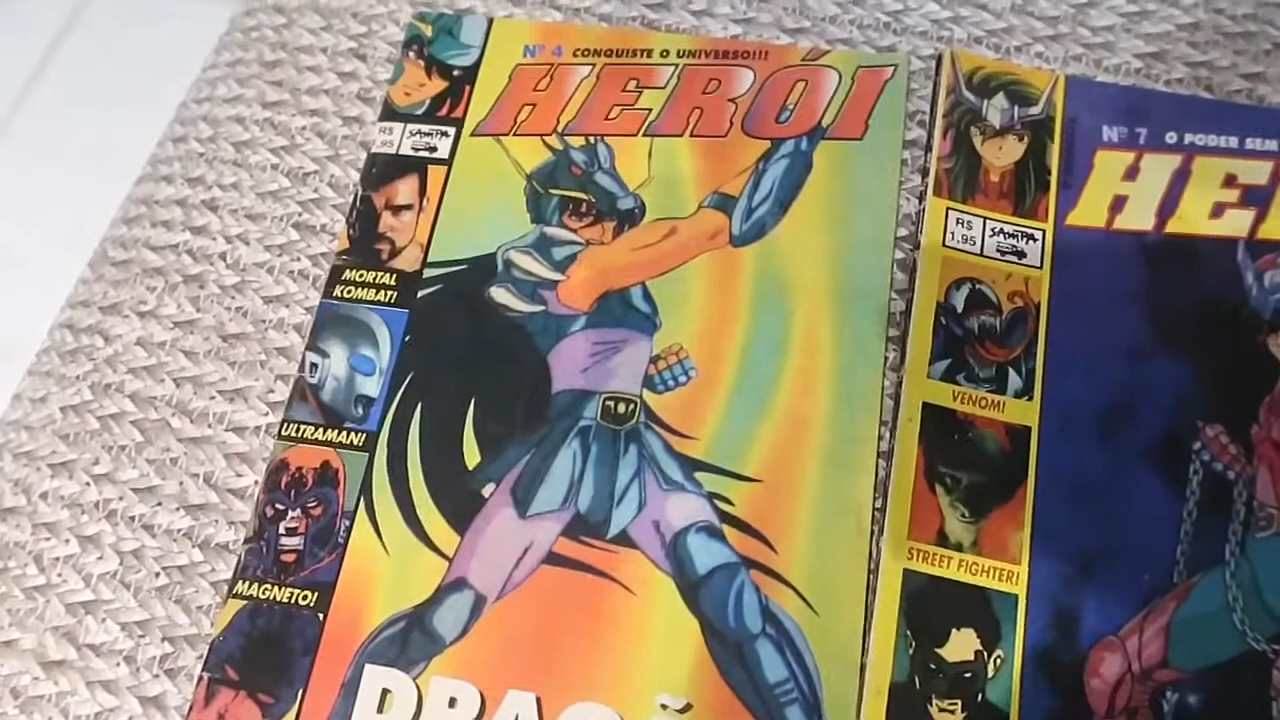 Nº 4 CONQUISTE O UNIVERSO!!!
HERÓI
R$
1,95
SAMPA
MORTAL
KOMBAT!
ULTRAMAN!
MAGNETO!
Nº 7 O PODER SEM
HE
R$
1,95
SAMPA
VENOM!
STREET FIGHTER!